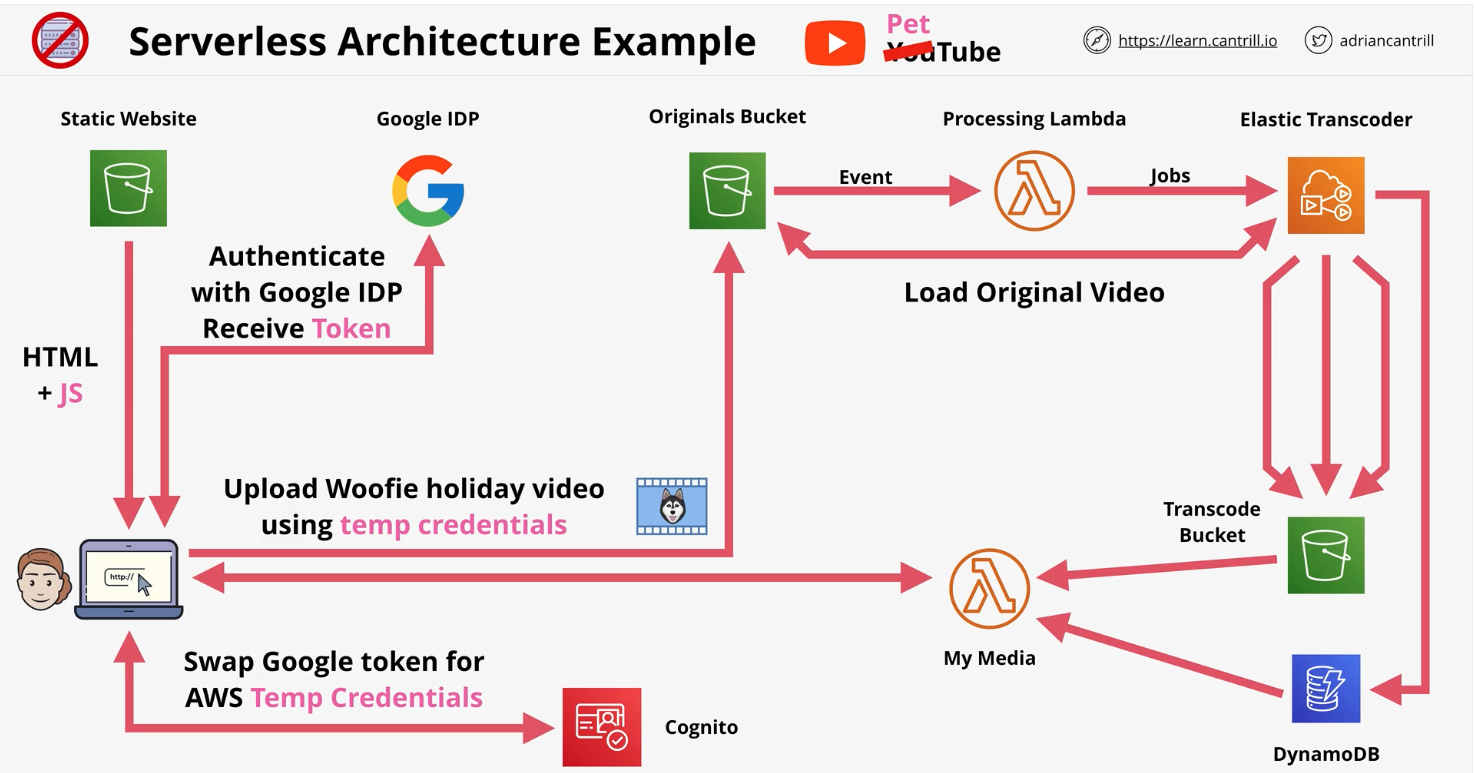 Serverless Architecture Example
Pet
YouTube
https://learn.cantrill.io
adriancantrill
Static Website
Google IDP
Originals Bucket
Processing Lambda
Elastic Transcoder
Event
Jobs
Authenticate
with Google IDP
Receive Token
Load Original Video
HTML
+ JS
Upload Woofie holiday video
using temp credentials
Transcode
Bucket
http://
My Media
Swap Google token for
AWS Temp Credentials
Cognito
DynamoDB